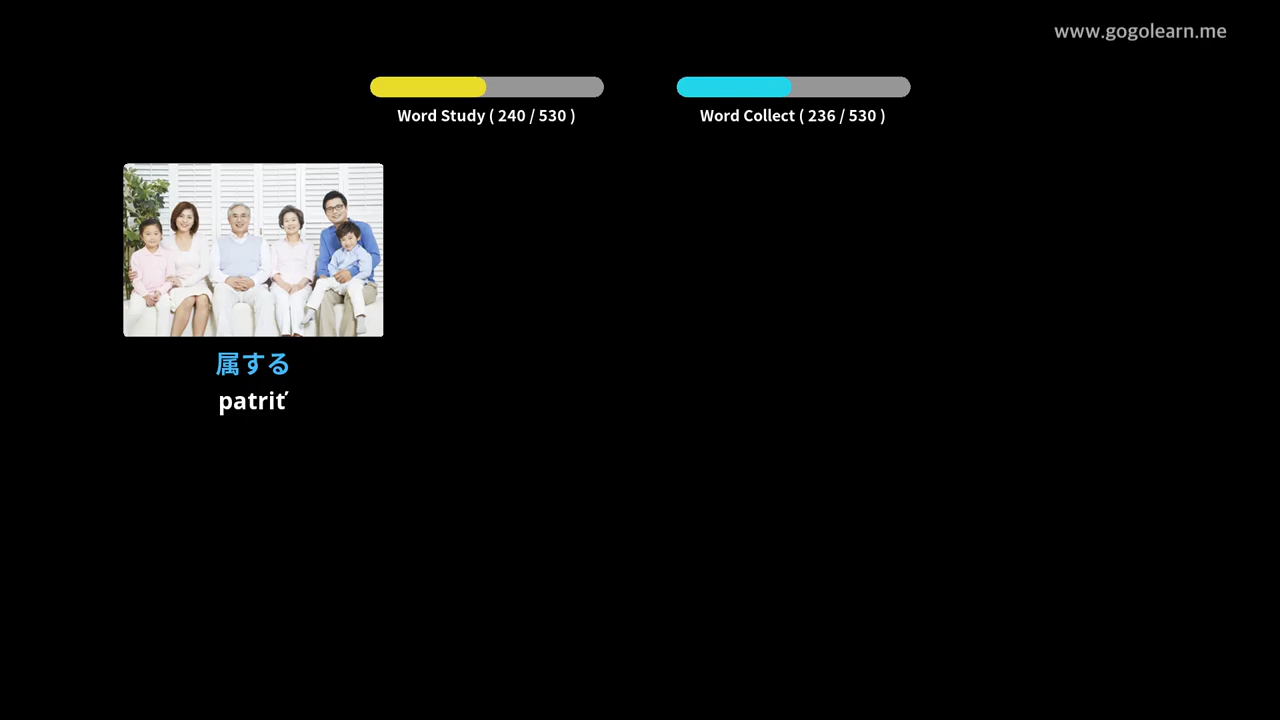 www.gogolearn.me
Word Study ( 240 / 530 )
Word Collect ( 236 / 530 )
属する
patriť